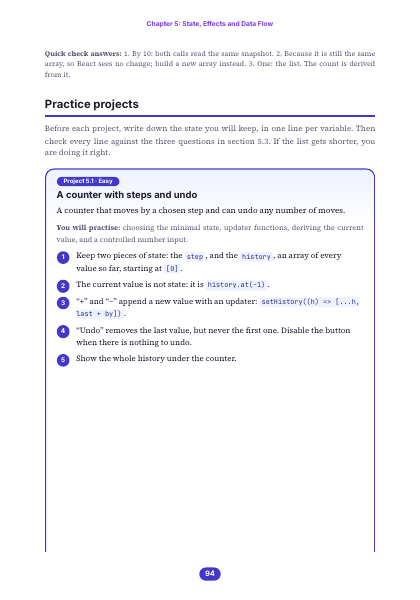 Chapter 5: State, Effects and Data Flow
Quick check answers: 1. By 10: both calls read the same snapshot. 2. Because it is still the same
array, so React sees no change; build a new array instead. 3. One: the list. The count is derived
from it.
Practice projects
Before each project, write down the state you will keep, in one line per variable. Then
check every line against the three questions in section 5.3. If the list gets shorter, you
are doing it right.
Project 5.1 · Easy
A counter with steps and undo
A counter that moves by a chosen step and can undo any number of moves.
You will practise: choosing the minimal state, updater functions, deriving the current
value, and a controlled number input.
1 Keep two pieces of state: the step, and the history, an array of every
value so far, starting at [0].
2 The current value is not state: it is history.at(-1).
3 “+” and “−” append a new value with an updater: setHistory((h) => [...h,
last + by]).
4 “Undo” removes the last value, but never the first one. Disable the button
when there is nothing to undo.
5 Show the whole history under the counter.
94